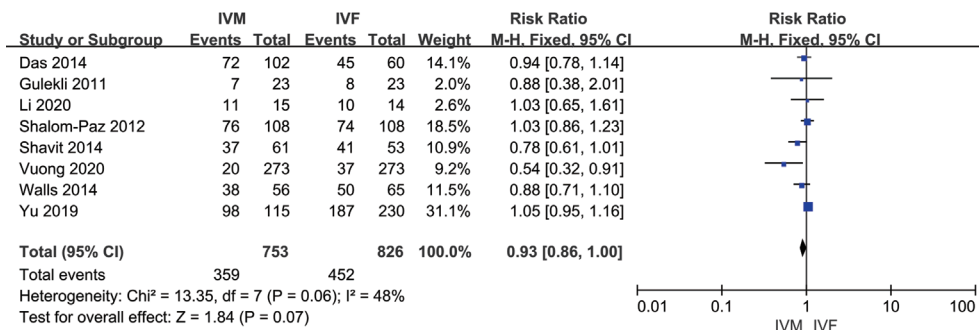 IVM IVF Risk Ratio Risk Ratio
Study or Subgroup Events Total Events Total Weight M-H. Fixed. 95% CI M-H. Fixed. 95% CI
Das 2014 72 102 45 60 14.1% 0.94 [0.78, 1.14]
Gulekli 2011 7 23 8 23 2.0% 0.88 [0.38, 2.01]
Li 2020 11 15 10 14 2.6% 1.03 [0.65, 1.61]
Shalom-Paz 2012 76 108 74 108 18.5% 1.03 [0.86, 1.23]
Shavit 2014 37 61 41 53 10.9% 0.78 [0.61, 1.01]
Vuong 2020 20 273 37 273 9.2% 0.54 [0.32, 0.91]
Walls 2014 38 56 50 65 11.5% 0.88 [0.71, 1.10]
Yu 2019 98 115 187 230 31.1% 1.05 [0.95, 1.16]
Total (95% CI) 753 826 100.0% 0.93 [0.86, 1.00]
Total events 359 452
Heterogeneity: Chi² = 13.35, df = 7 (P = 0.06); I² = 48%
Test for overall effect: Z = 1.84 (P = 0.07)
0.01 0.1 1 10 100
IVM IVF